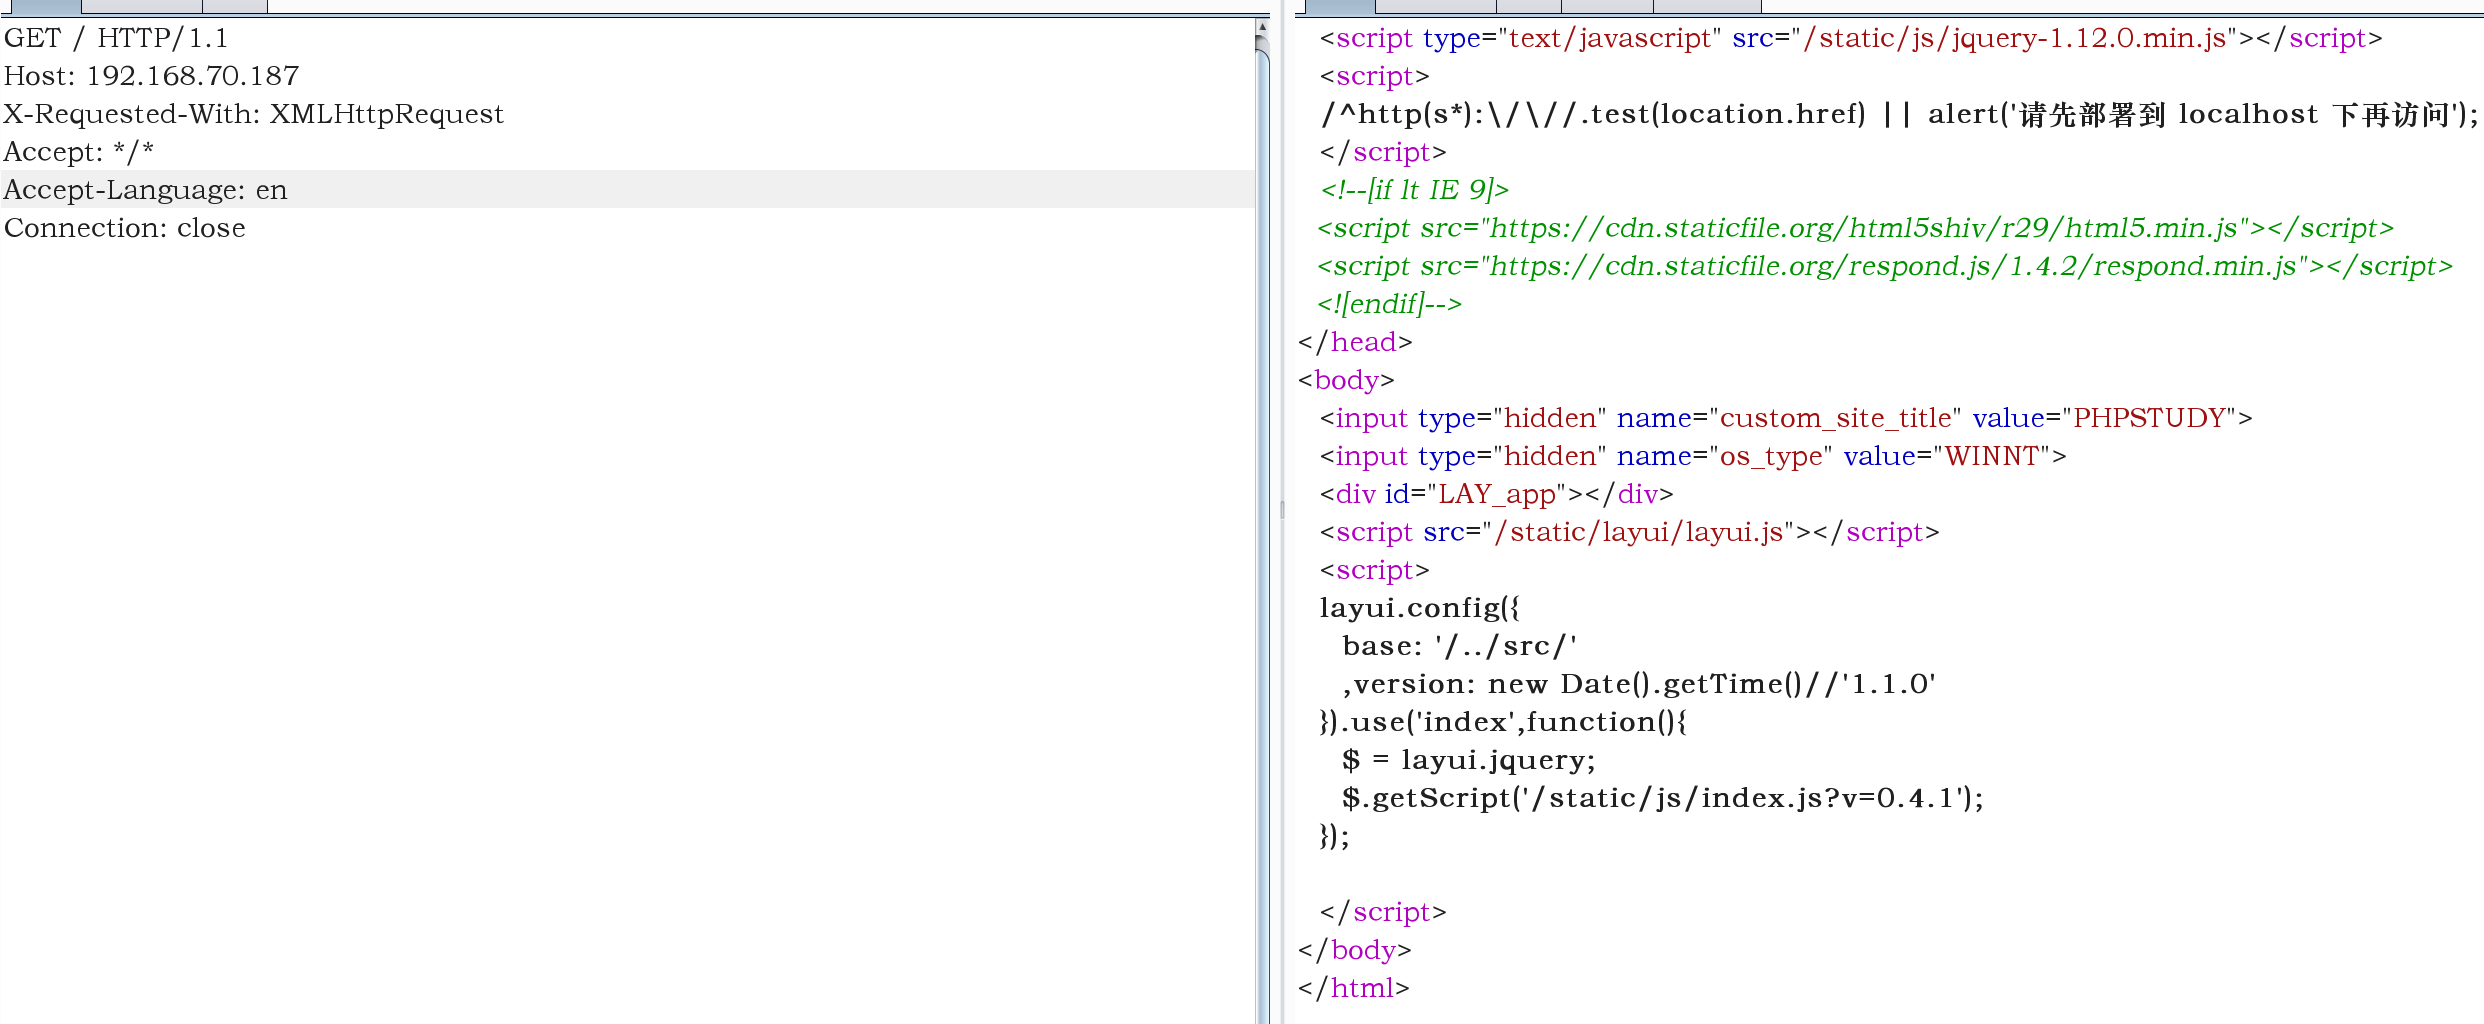 GET / HTTP/1.1
Host: 192.168.70.187
X-Requested-With: XMLHttpRequest
Accept: */*
Accept-Language: en
Connection: close
<script type="text/javascript" src="/static/js/jquery-1.12.0.min.js"></script>
<script>
/^http(s*):\/\//.test(location.href) || alert('请先部署到 localhost 下再访问');
</script>
<!--[if lt IE 9]>
<script src="https://cdn.staticfile.org/html5shiv/r29/html5.min.js"></script>
<script src="https://cdn.staticfile.org/respond.js/1.4.2/respond.min.js"></script>
<![endif]-->
</head>
<body>
<input type="hidden" name="custom_site_title" value="PHPSTUDY">
<input type="hidden" name="os_type" value="WINNT">
<div id="LAY_app"></div>
<script src="/static/layui/layui.js"></script>
<script>
layui.config({
base: '/../src/'
,version: new Date().getTime()//'1.1.0'
}).use('index',function(){
$ = layui.jquery;
$.getScript('/static/js/index.js?v=0.4.1');
});
</script>
</body>
</html>